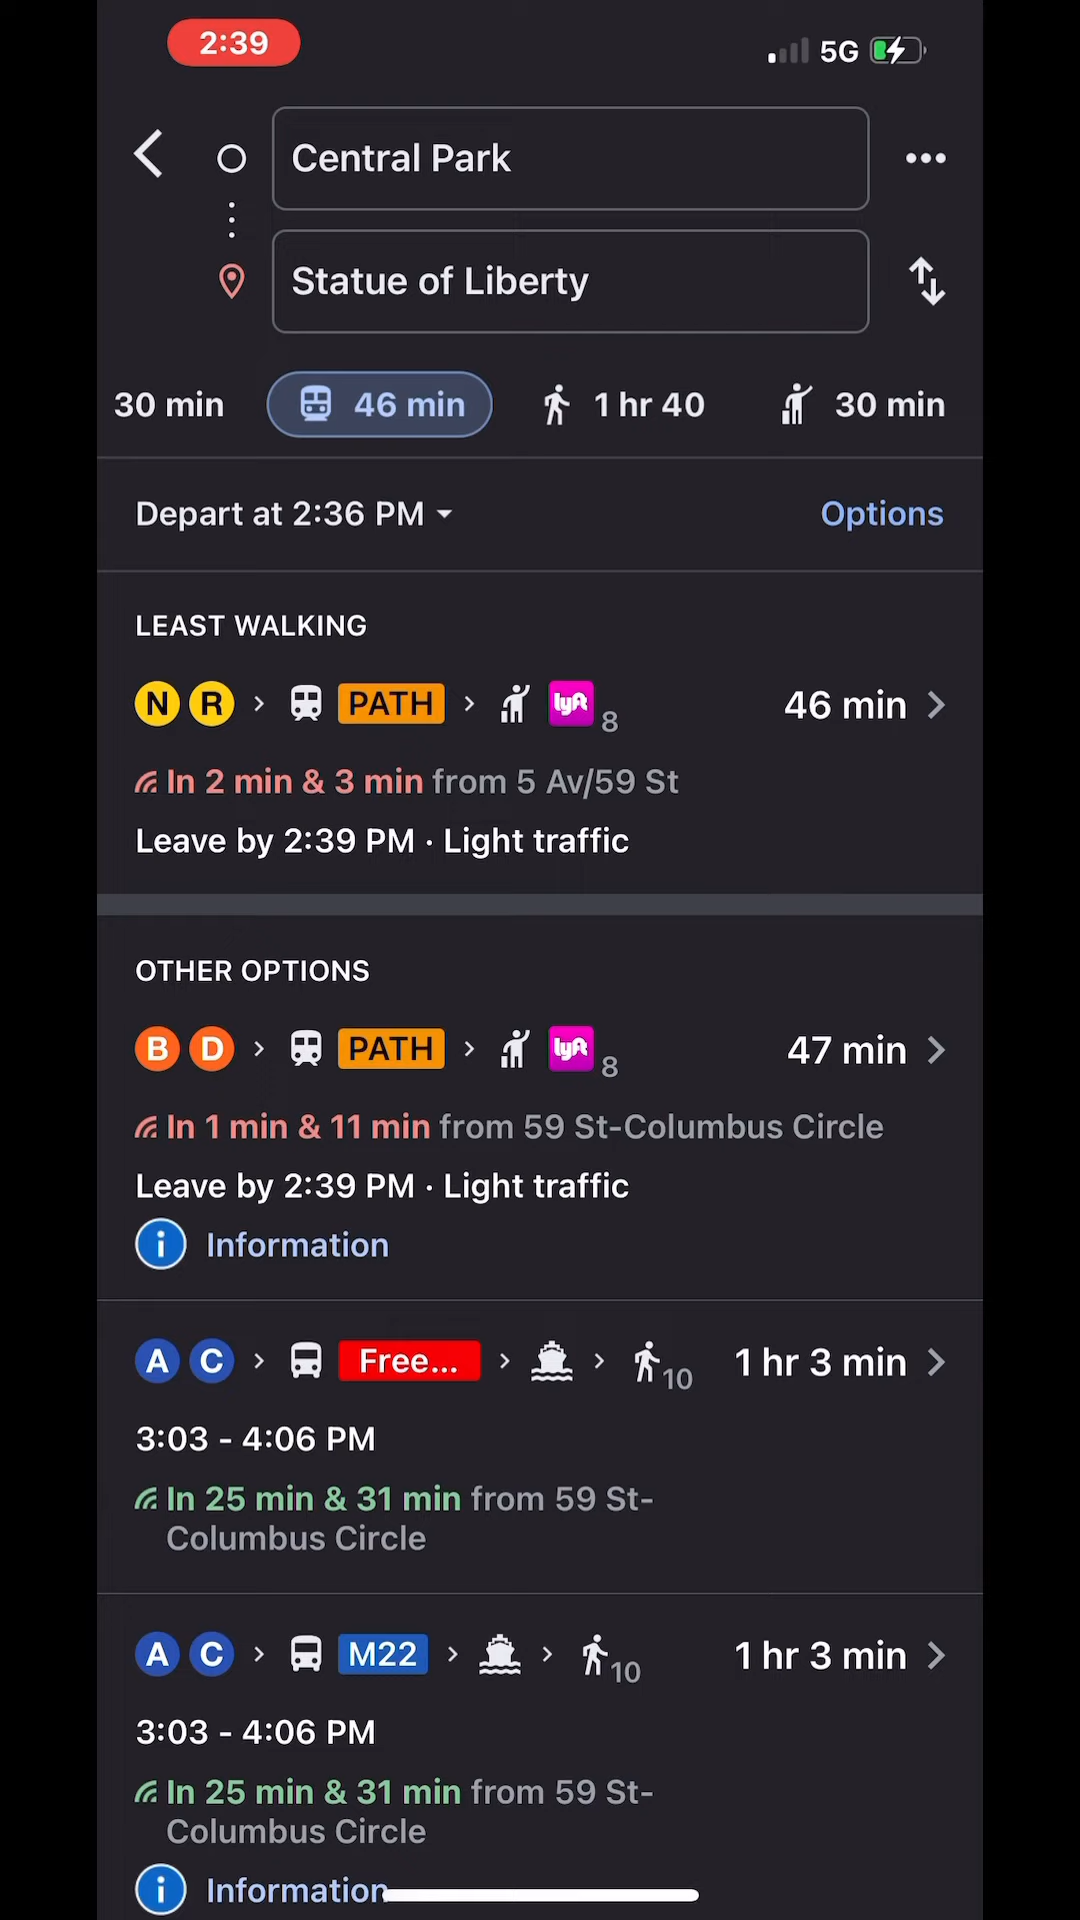 2:39 5G
Central Park
Statue of Liberty
30 min 46 min 1 hr 40 30 min
Depart at 2:36 PM Options
LEAST WALKING
N R PATH lyft 8 46 min
In 2 min & 3 min from 5 Av/59 St
Leave by 2:39 PM · Light traffic
OTHER OPTIONS
B D PATH lyft 8 47 min
In 1 min & 11 min from 59 St-Columbus Circle
Leave by 2:39 PM · Light traffic
i Information
A C Free... 10 1 hr 3 min
3:03 - 4:06 PM
In 25 min & 31 min from 59 St-
Columbus Circle
A C M22 10 1 hr 3 min
3:03 - 4:06 PM
In 25 min & 31 min from 59 St-
Columbus Circle
i Information